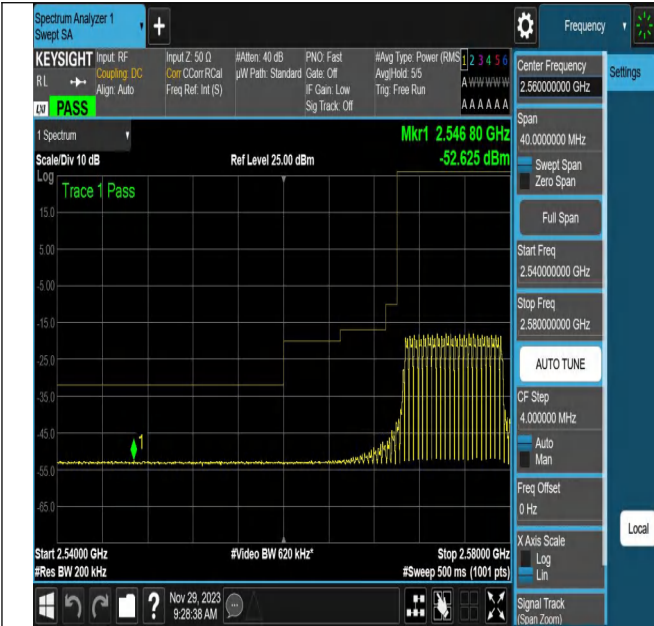 Spectrum Analyzer 1
Swept SA
Frequency
KEYSIGHT
RL
PASS
Input: RF
Coupling: DC
Align: Auto
Input Z: 50 Ω
Corr CCorr RCal
Freq Ref: Int (S)
#Atten: 40 dB
µW Path: Standard
PNO: Fast
Gate: Off
IF Gain: Low
Sig Track: Off
#Avg Type: Power (RMS
Avg|Hold: 5/5
Trig: Free Run
1 2 3 4 5 6
A W W W W W
A A A A A A
1 Spectrum
Scale/Div 10 dB
Log
Ref Level 25.00 dBm
Mkr1 2.546 80 GHz
-52.625 dBm
Trace 1 Pass
15.0
5.00
-5.00
-15.0
-25.0
-35.0
-45.0
-55.0
-65.0
1
Start 2.54000 GHz
#Res BW 200 kHz
#Video BW 620 kHz*
Stop 2.58000 GHz
#Sweep 500 ms (1001 pts)
Nov 29, 2023
9:28:38 AM
Center Frequency
2.560000000 GHz
Settings
Span
40.0000000 MHz
Swept Span
Zero Span
Full Span
Start Freq
2.540000000 GHz
Stop Freq
2.580000000 GHz
AUTO TUNE
CF Step
4.000000 MHz
Auto
Man
Freq Offset
0 Hz
Local
X Axis Scale
Log
Lin
Signal Track
(Span Zoom)